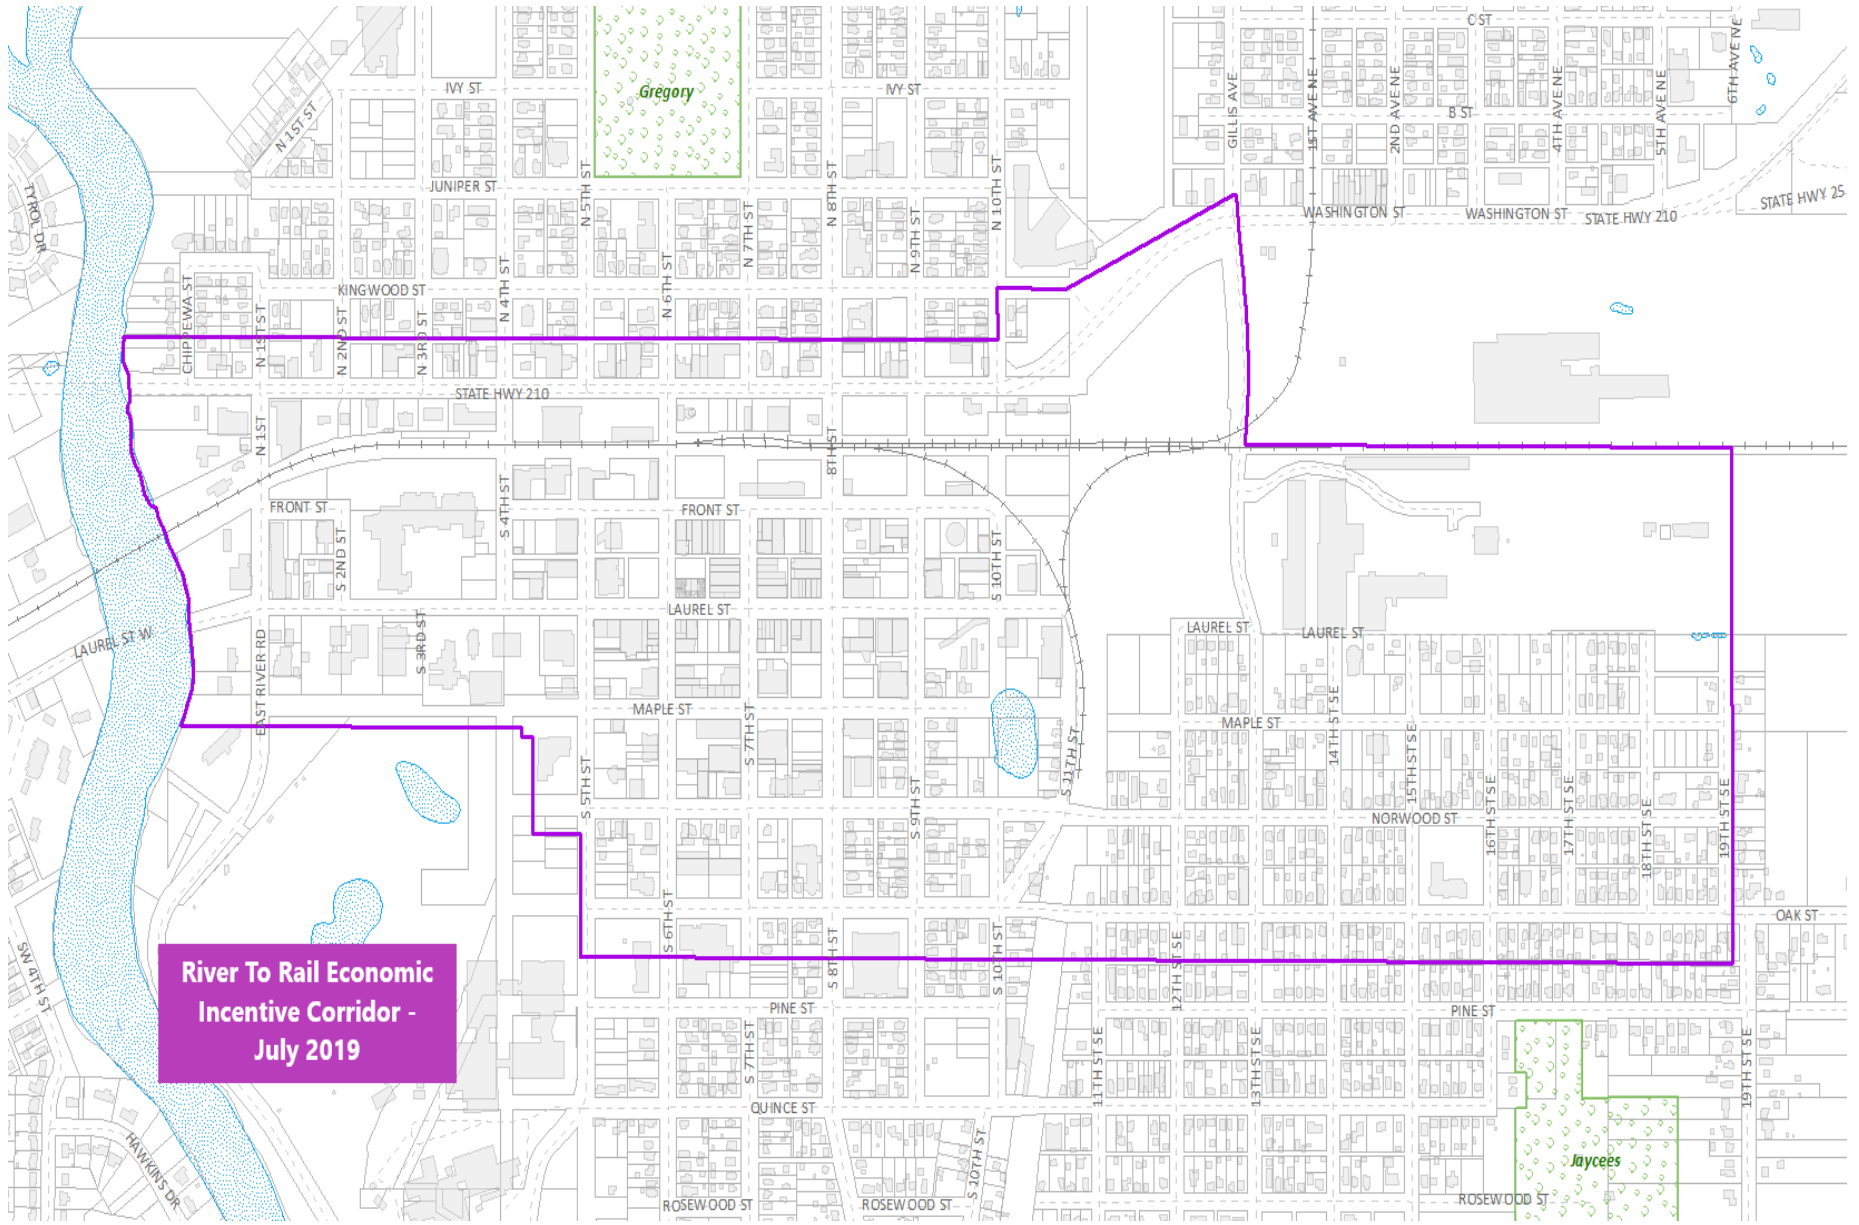 C ST
6TH AVE NE
IVY ST
Gregory
IVY ST
GILLIS AVE
1ST AVE NE
2ND AVE NE
4TH AVE NE
5TH AVE NE
B ST
N 1ST ST
JUNIPER ST
N 5TH ST
N 7TH ST
N 8TH ST
N 9TH ST
N 10TH ST
TYROL DR
WASHINGTON ST
WASHINGTON ST
STATE HWY 210
STATE HWY 25
KINGWOOD ST
N 4TH ST
N 6TH ST
CHIPPEWA ST
N 1ST ST
N 2ND ST
N 3RD ST
STATE HWY 210
N 1ST
8TH ST
FRONT ST
S 4TH ST
FRONT ST
S 2ND ST
S 10TH ST
LAUREL ST
LAUREL ST W
EAST RIVER RD
S 3RD ST
LAUREL ST
LAUREL ST
MAPLE ST
S 7TH ST
MAPLE ST
14TH ST SE
15TH ST SE
S 5TH ST
S 9TH ST
S 11TH ST
NORWOOD ST
16TH ST SE
17TH ST SE
18TH ST SE
19TH ST SE
OAK ST
S 6TH ST
S 8TH ST
S 10TH ST
12TH ST SE
SW 4TH ST
River To Rail Economic
Incentive Corridor -
July 2019
PINE ST
PINE ST
S 7TH ST
11TH ST SE
13TH ST SE
19TH ST SE
QUINCE ST
HAWKINS DR
S 10TH ST
Jaycees
ROSEWOOD ST
ROSEWOOD ST
ROSEWOOD ST